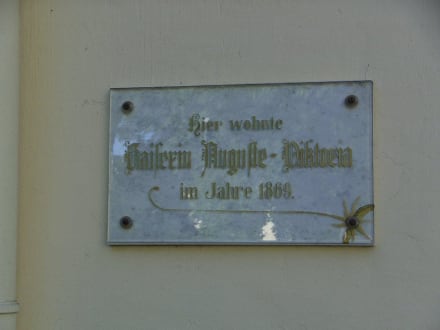 Hier wohnte
Kaiserin Auguste-Viktoria
im Jahre 1869.